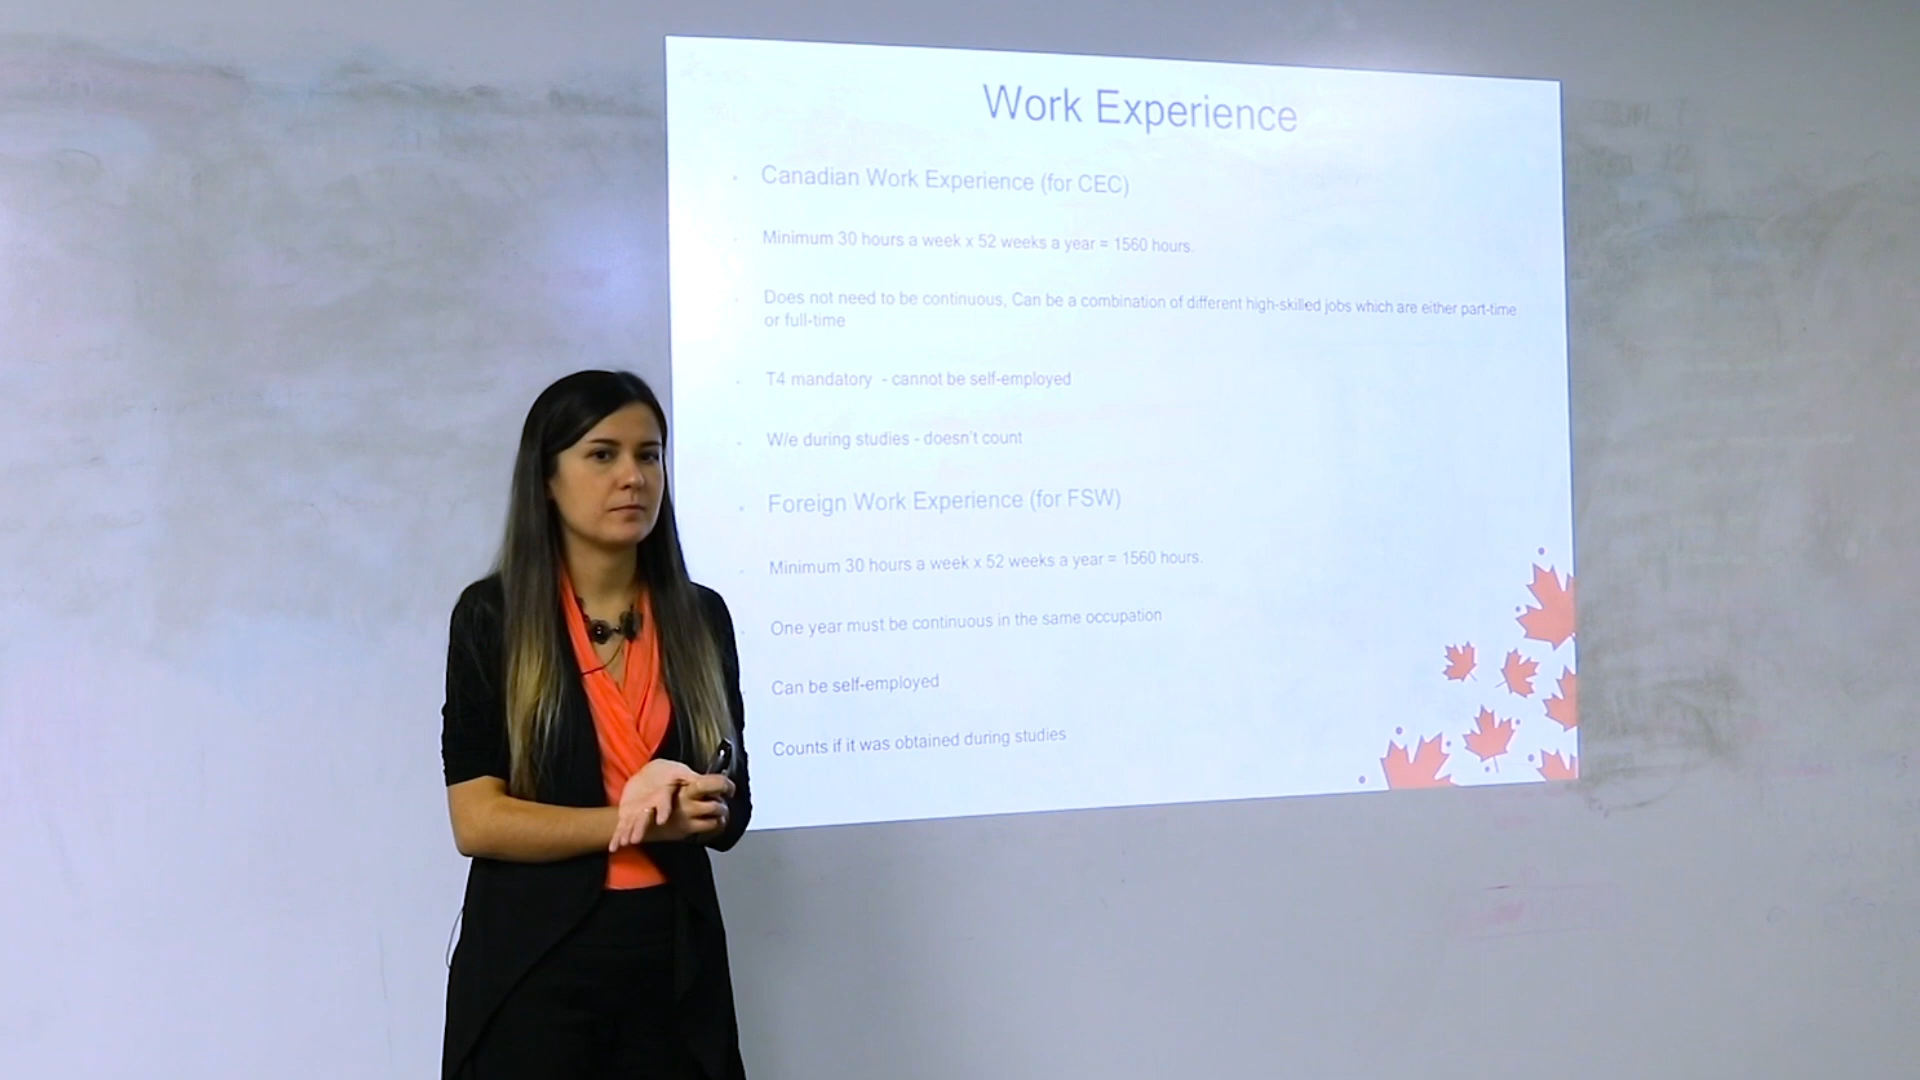 Work Experience
Canadian Work Experience (for CEC)
Minimum 30 hours a week x 52 weeks a year = 1560 hours.
Does not need to be continuous, Can be a combination of different high-skilled jobs which are either part-time
or full-time
T4 mandatory - cannot be self-employed
W/e during studies - doesn't count
Foreign Work Experience (for FSW)
Minimum 30 hours a week x 52 weeks a year = 1560 hours.
One year must be continuous in the same occupation
Can be self-employed
Counts if it was obtained during studies